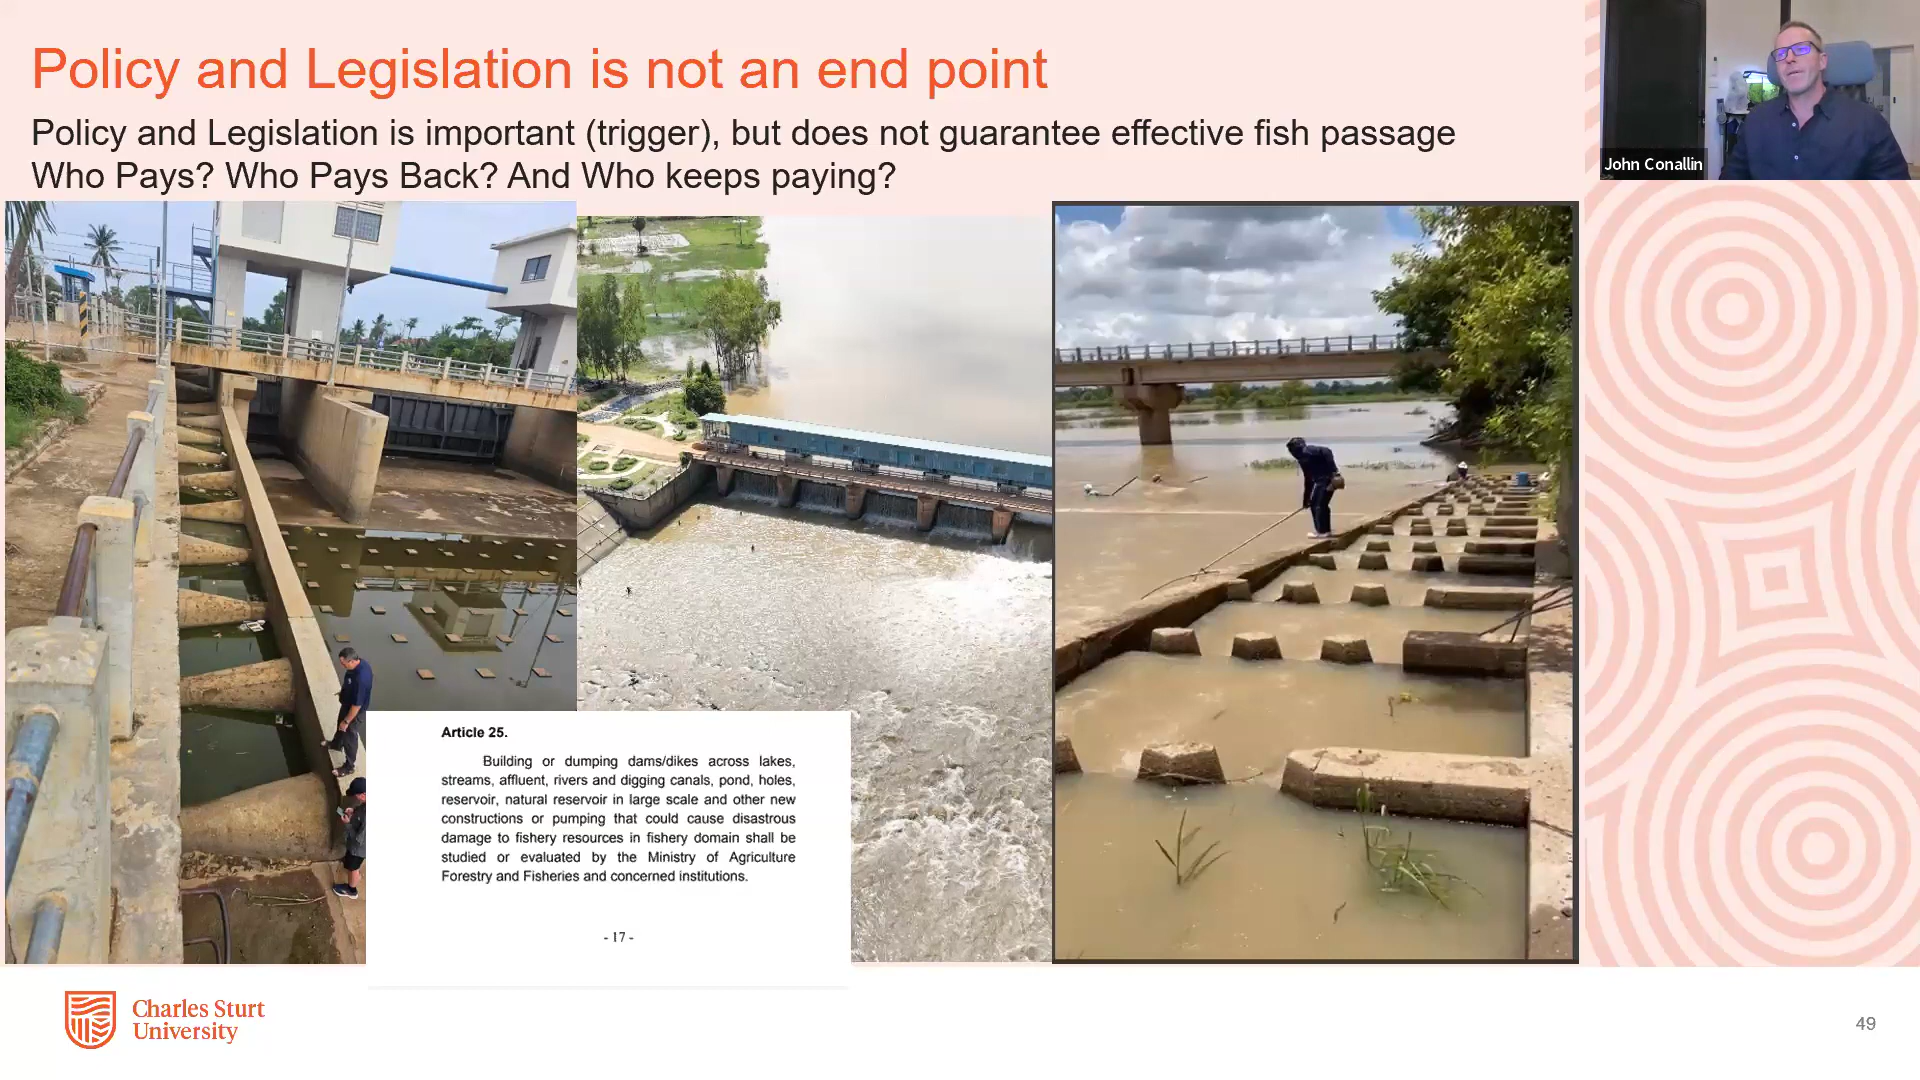 Policy and Legislation is not an end point
Policy and Legislation is important (trigger), but does not guarantee effective fish passage
Who Pays? Who Pays Back? And Who keeps paying?
John Conallin
Article 25.
Building or dumping dams/dikes across lakes,
streams, affluent, rivers and digging canals, pond, holes,
reservoir, natural reservoir in large scale and other new
constructions or pumping that could cause disastrous
damage to fishery resources in fishery domain shall be
studied or evaluated by the Ministry of Agriculture
Forestry and Fisheries and concerned institutions.
- 17 -
Charles Sturt
University
49